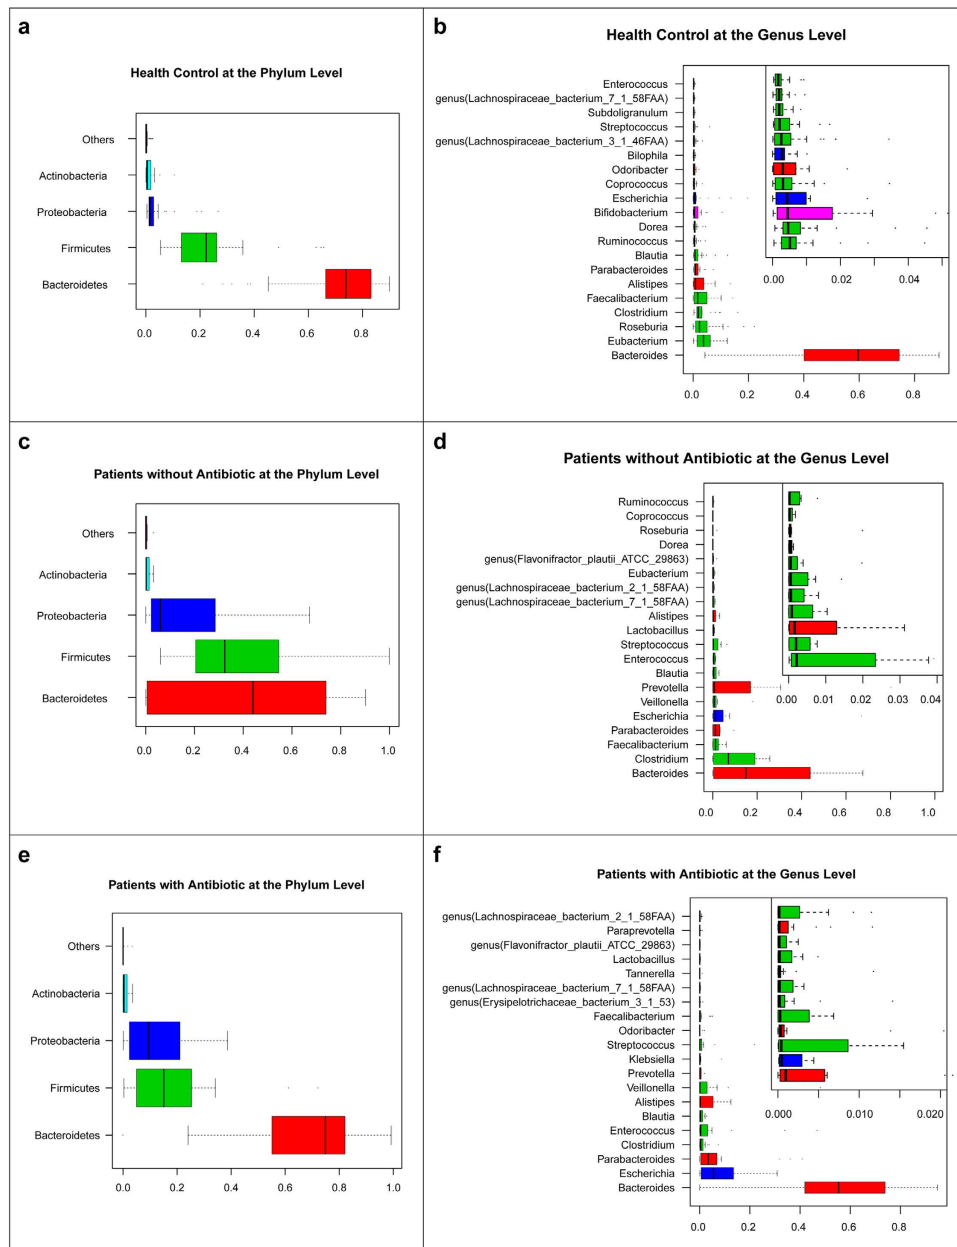 a
Health Control at the Phylum Level
Others
Actinobacteria
Proteobacteria
Firmicutes
Bacteroidetes
0.0 0.2 0.4 0.6 0.8
b
Health Control at the Genus Level
Enterococcus
genus(Lachnospiraceae_bacterium_7_1_58FAA)
Subdoligranulum
Streptococcus
genus(Lachnospiraceae_bacterium_3_1_46FAA)
Bilophila
Odoribacter
Coprococcus
Escherichia
Bifidobacterium
Dorea
Ruminococcus
Blautia
Parabacteroides
Alistipes
Faecalibacterium
Clostridium
Roseburia
Eubacterium
Bacteroides
0.00 0.02 0.04
0.0 0.2 0.4 0.6 0.8
c
Patients without Antibiotic at the Phylum Level
Others
Actinobacteria
Proteobacteria
Firmicutes
Bacteroidetes
0.0 0.2 0.4 0.6 0.8 1.0
d
Patients without Antibiotic at the Genus Level
Ruminococcus
Coprococcus
Roseburia
Dorea
genus(Flavonifractor_plautii_ATCC_29863)
Eubacterium
genus(Lachnospiraceae_bacterium_2_1_58FAA)
genus(Lachnospiraceae_bacterium_7_1_58FAA)
Alistipes
Lactobacillus
Streptococcus
Enterococcus
Blautia
Prevotella
Veillonella
Escherichia
Parabacteroides
Faecalibacterium
Clostridium
Bacteroides
0.00 0.01 0.02 0.03 0.04
0.0 0.2 0.4 0.6 0.8 1.0
e
Patients with Antibiotic at the Phylum Level
Others
Actinobacteria
Proteobacteria
Firmicutes
Bacteroidetes
0.0 0.2 0.4 0.6 0.8 1.0
f
Patients with Antibiotic at the Genus Level
genus(Lachnospiraceae_bacterium_2_1_58FAA)
Paraprevotella
genus(Flavonifractor_plautii_ATCC_29863)
Lactobacillus
Tannerella
genus(Lachnospiraceae_bacterium_7_1_58FAA)
genus(Erysipelotrichaceae_bacterium_3_1_53)
Faecalibacterium
Odoribacter
Streptococcus
Klebsiella
Prevotella
Veillonella
Alistipes
Blautia
Enterococcus
Clostridium
Parabacteroides
Escherichia
Bacteroides
0.000 0.010 0.020
0.0 0.2 0.4 0.6 0.8